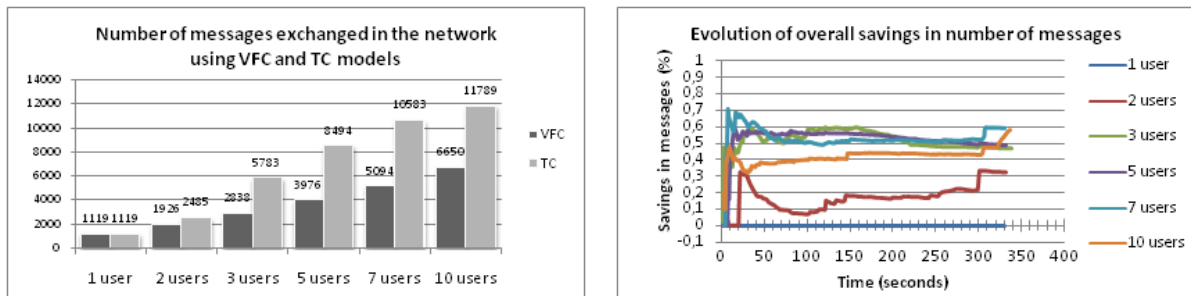 Number of messages exchanged in the network
using VFC and TC models
14000
12000
10000
8000
6000
4000
2000
0
1119 1119
1926 2485
2838 5783
3976 8494
5094 10583
6650 11789
1 user 2 users 3 users 5 users 7 users 10 users
VFC
TC
Evolution of overall savings in number of messages
Savings in messages (%)
1
0,9
0,8
0,7
0,6
0,5
0,4
0,3
0,2
0,1
0
-0,1
0 50 100 150 200 250 300 350 400
Time (seconds)
1 user
2 users
3 users
5 users
7 users
10 users